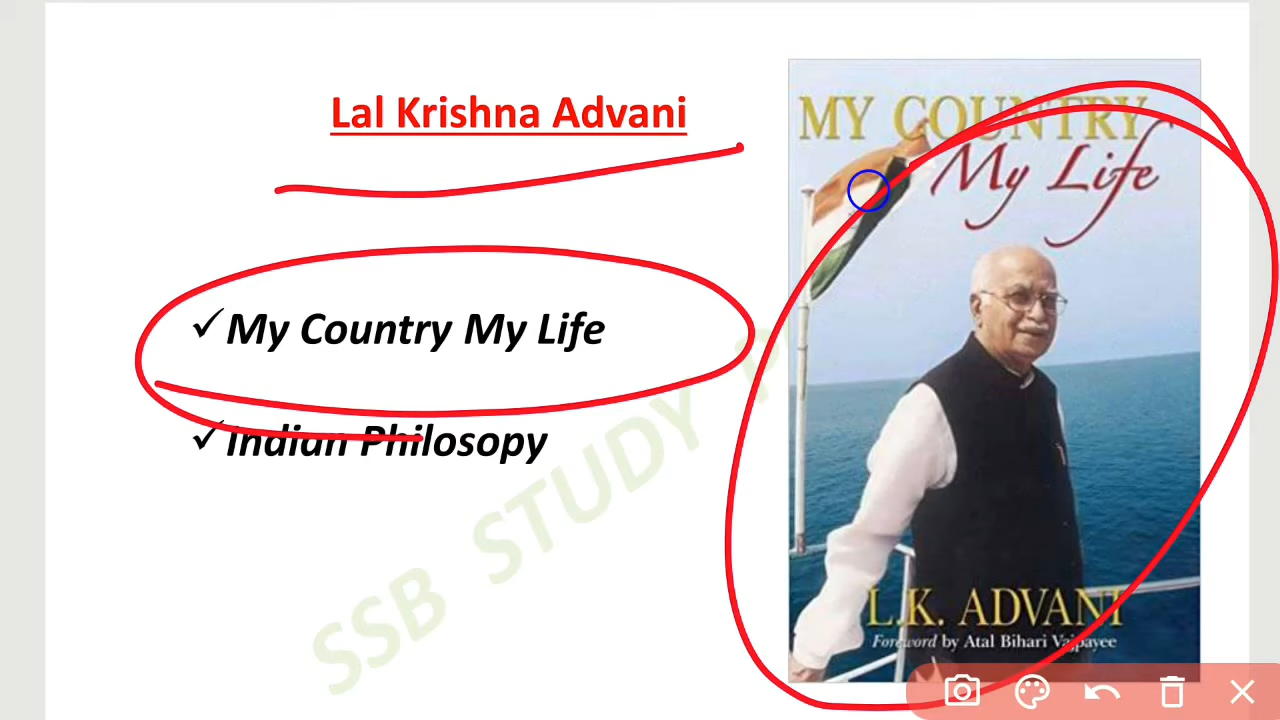 Lal Krishna Advani
✓My Country My Life
✓Indian Philosopy
SSB STUDY P
MY COUNTRY
My Life
L.K. ADVANI
Foreword by Atal Bihari Vajpayee